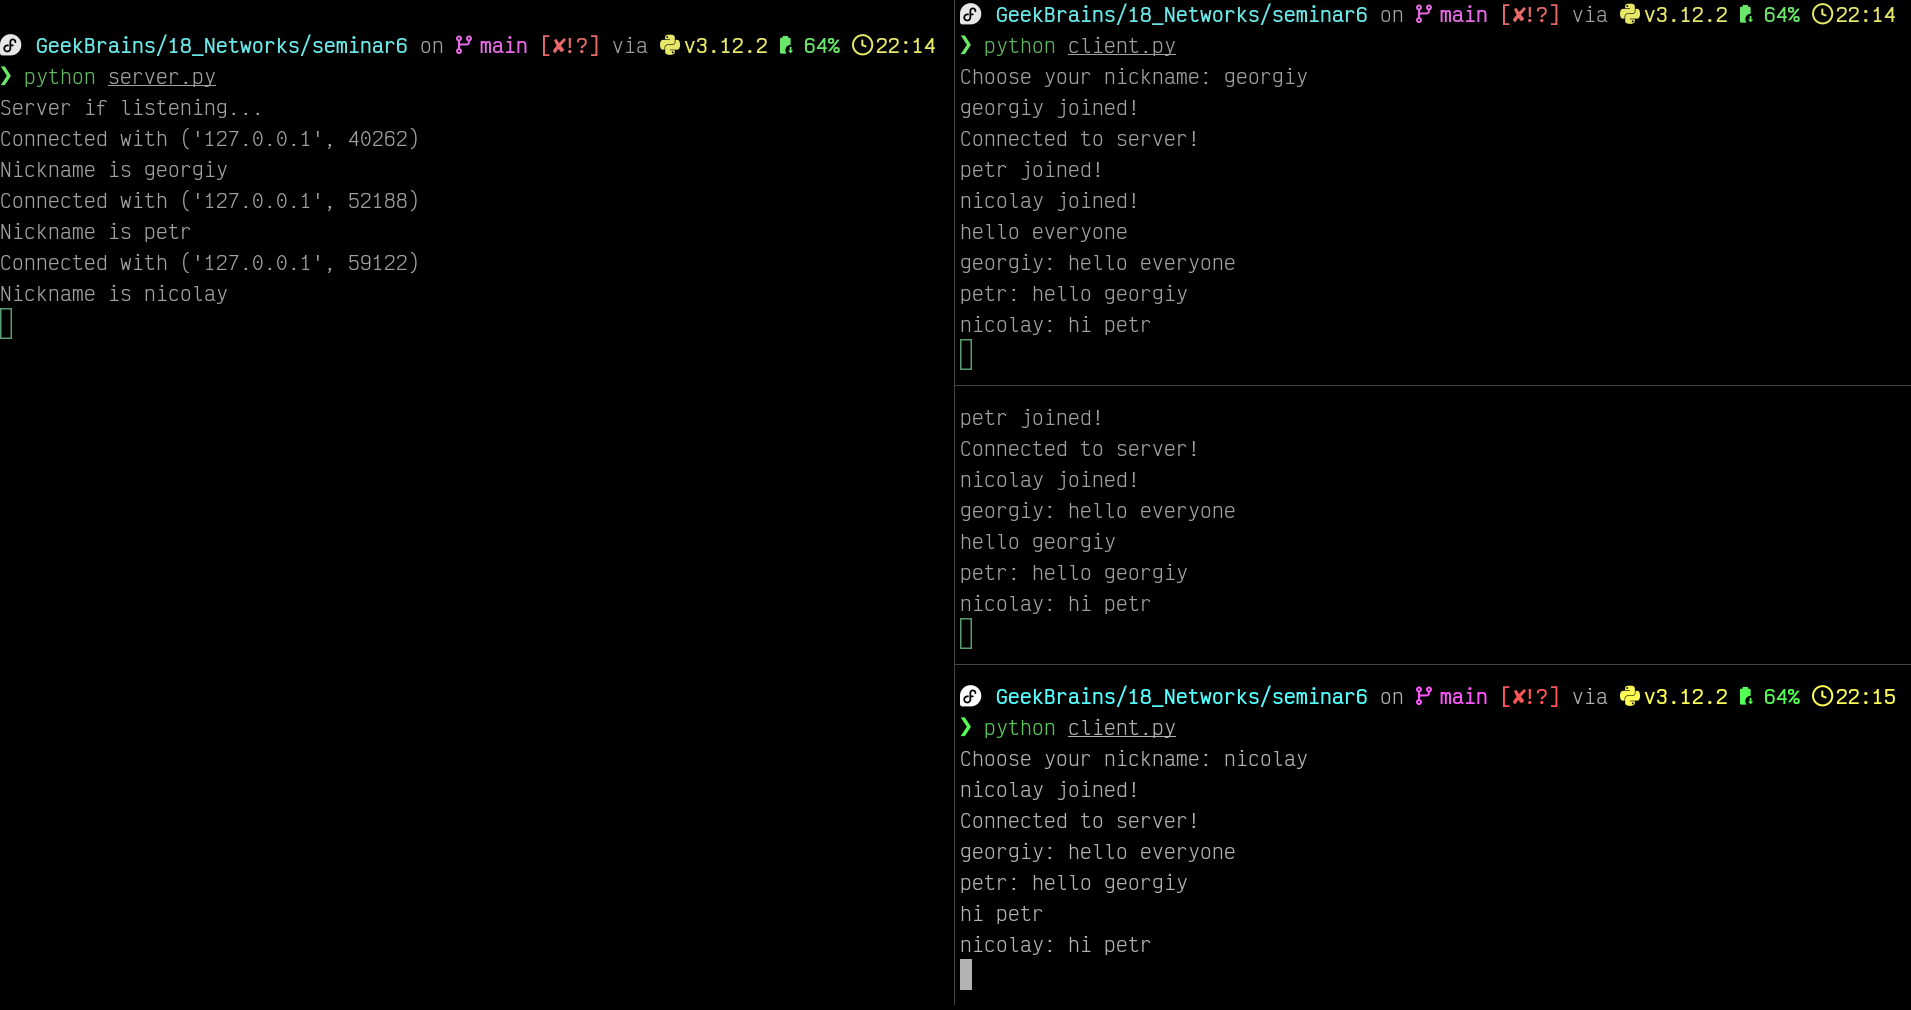 GeekBrains/18_Networks/seminar6 on main [✘!?] via v3.12.2 64% 22:14
❯ python server.py
Server if listening...
Connected with ('127.0.0.1', 40262)
Nickname is georgiy
Connected with ('127.0.0.1', 52188)
Nickname is petr
Connected with ('127.0.0.1', 59122)
Nickname is nicolay
GeekBrains/18_Networks/seminar6 on main [✘!?] via v3.12.2 64% 22:14
❯ python client.py
Choose your nickname: georgiy
georgiy joined!
Connected to server!
petr joined!
nicolay joined!
hello everyone
georgiy: hello everyone
petr: hello georgiy
nicolay: hi petr
petr joined!
Connected to server!
nicolay joined!
georgiy: hello everyone
hello georgiy
petr: hello georgiy
nicolay: hi petr
GeekBrains/18_Networks/seminar6 on main [✘!?] via v3.12.2 64% 22:15
❯ python client.py
Choose your nickname: nicolay
nicolay joined!
Connected to server!
georgiy: hello everyone
petr: hello georgiy
hi petr
nicolay: hi petr